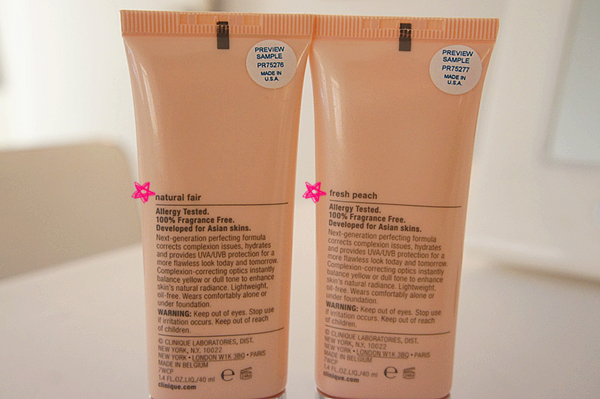 PREVIEW
SAMPLE
PR75276
MADE IN
U.S.A.
natural fair
Allergy Tested.
100% Fragrance Free.
Developed for Asian skins.
Next-generation perfecting formula
corrects complexion issues, hydrates
and provides UVA/UVB protection for a
more flawless look today and tomorrow.
Complexion-correcting optics instantly
balance yellow or dull tone to enhance
skin's natural radiance. Lightweight,
oil-free. Wears comfortably alone or
under foundation.
WARNING: Keep out of eyes. Stop use
if irritation occurs. Keep out of reach
of children.
© CLINIQUE LABORATORIES, DIST.
NEW YORK, N.Y. 10022
NEW YORK • LONDON W1K 3BQ • PARIS
MADE IN BELGIUM
7WCP
1.4 FL.OZ.LIQ./40 ml
clinique.com
PREVIEW
SAMPLE
PR75277
MADE IN
U.S.A.
fresh peach
Allergy Tested.
100% Fragrance Free.
Developed for Asian skins.
Next-generation perfecting formula
corrects complexion issues, hydrates
and provides UVA/UVB protection for a
more flawless look today and tomorrow.
Complexion-correcting optics instantly
balance yellow or dull tone to enhance
skin's natural radiance. Lightweight,
oil-free. Wears comfortably alone or
under foundation.
WARNING: Keep out of eyes. Stop use
if irritation occurs. Keep out of reach
of children.
© CLINIQUE LABORATORIES, DIST.
NEW YORK, N.Y. 10022
NEW YORK • LONDON W1K 3BQ • PARIS
MADE IN BELGIUM
7WCP
1.4 FL.OZ.LIQ./40 ml
clinique.com